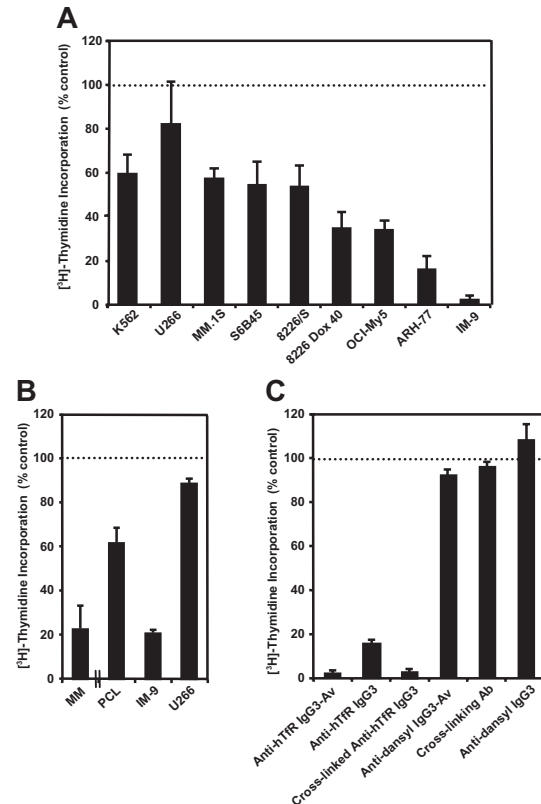 A
[³H]-Thymidine Incorporation (% control)
120
100
80
60
40
20
0
K562
U266
MM.1S
S6B45
8226/S
8226 Dox 40
OCI-My5
ARH-77
IM-9
B
[³H]-Thymidine Incorporation (% control)
120
100
80
60
40
20
0
MM
PCL
IM-9
U266
C
[³H]-Thymidine Incorporation (% control)
120
100
80
60
40
20
0
Anti-hTfR IgG3-Av
Anti-hTfR IgG3
Cross-linked Anti-hTfR IgG3
Anti-dansyl IgG3-Av
Cross-linking Ab
Anti-dansyl IgG3